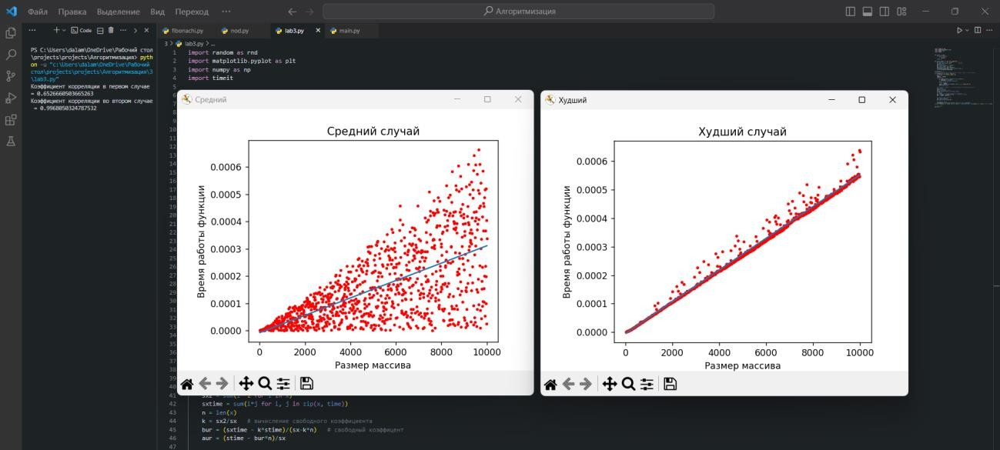 Файл Правка Выделение Вид Переход ··· Алгоритмизация
Code
fibonachi.py nod.py lab3.py main.py
3 > lab3.py > ...
PS C:\Users\dalam\OneDrive\Рабочий стол
\projects\projects\Алгоритмизация> pyth
on -u "c:\Users\dalam\OneDrive\Рабочий
стол\projects\projects\Алгоритмизация\3
\lab3.py"
Коэффициент корреляции в первом случае
= 0.6526660503665263
Коэффициент корреляции во втором случае
= 0.9968050324787532
1 import random as rnd
2 import matplotlib.pyplot as plt
3 import numpy as np
4 import timeit
5
Средний
Средний случай
Время работы функции
0.0006
0.0005
0.0004
0.0003
0.0002
0.0001
0.0000
0 2000 4000 6000 8000 10000
Размер массива
Худший
Худший случай
Время работы функции
0.0006
0.0005
0.0004
0.0003
0.0002
0.0001
0.0000
0 2000 4000 6000 8000 10000
Размер массива
42 sxtime = sum(i*j for i, j in zip(x, time))
43 n = len(x)
44 k = sx2/sx # вычисление свободного коэффициента
45 bur = (sxtime - k*stime)/(sx-k*n) # свободный коэффицент
46 aur = (stime - bur*n)/sx
47